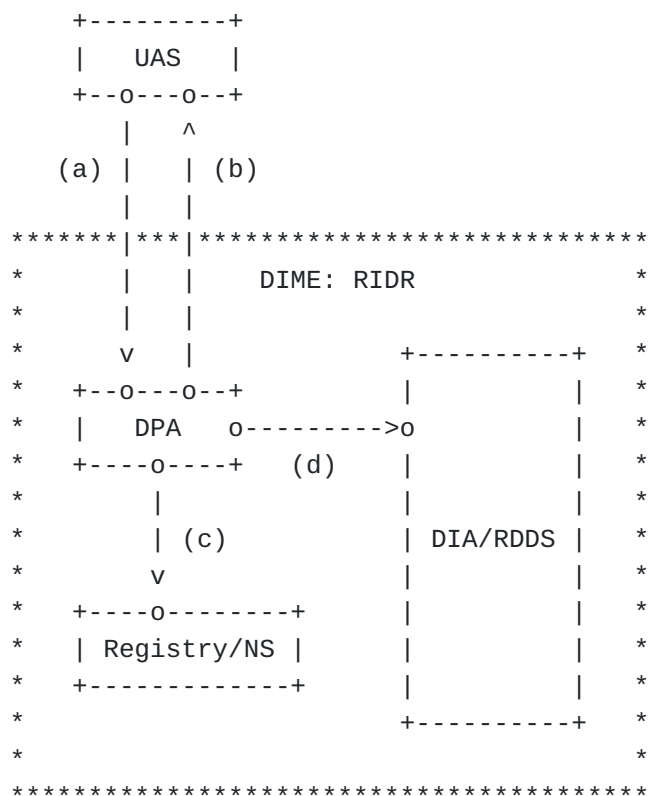 UAS
(a) (b)
DIME: RIDR
DPA
(d)
(c)
DIA/RDDS
Registry/NS